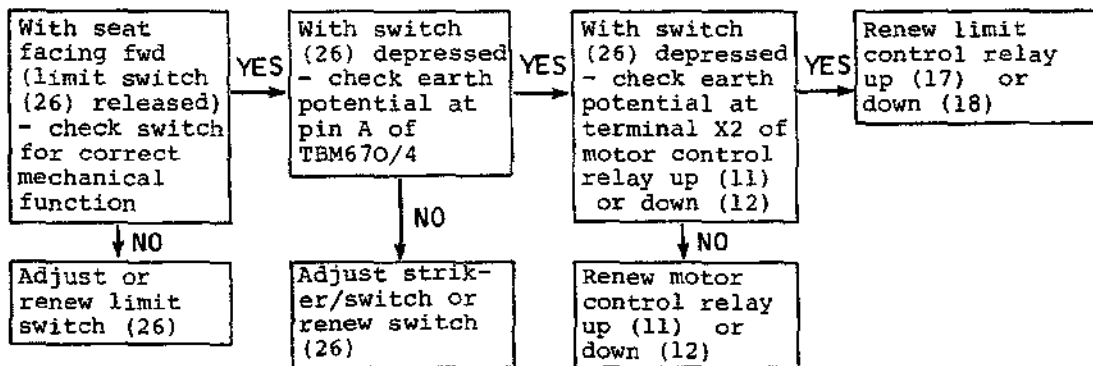 With seat
facing fwd
(limit switch
(26) released)
- check switch
for correct
mechanical
function
YES
With switch
(26) depressed
- check earth
potential at
pin A of
TBM670/4
YES
With switch
(26) depressed
- check earth
potential at
terminal X2 of
motor control
relay up (11)
or down (12)
YES
Renew limit
control relay
up (17) or
down (18)
NO
Adjust or
renew limit
switch (26)
NO
Adjust strik-
er/switch or
renew switch
(26)
NO
Renew motor
control relay
up (11) or
down (12)